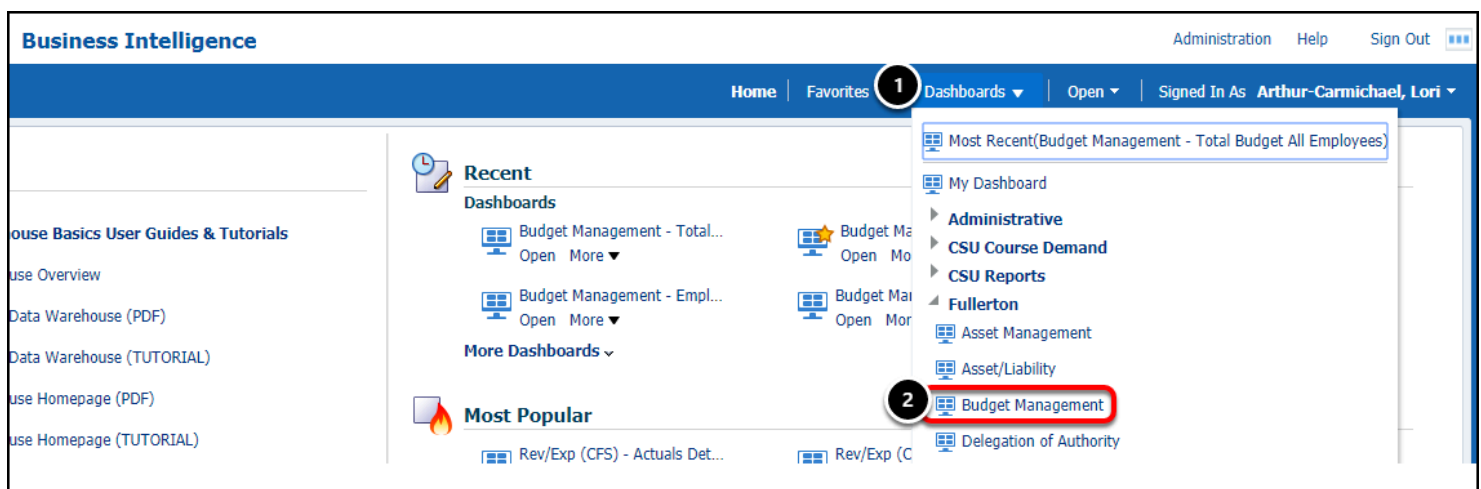 Business Intelligence
Administration Help Sign Out
Home Favorites 1 Dashboards Open Signed In As Arthur-Carmichael, Lori
Most Recent(Budget Management - Total Budget All Employees)
My Dashboard
Administrative
CSU Course Demand
CSU Reports
Fullerton
Asset Management
Asset/Liability
2 Budget Management
Delegation of Authority
ouse Basics User Guides & Tutorials
use Overview
Data Warehouse (PDF)
Data Warehouse (TUTORIAL)
use Homepage (PDF)
use Homepage (TUTORIAL)
Recent
Dashboards
Budget Management - Total...
Open More
Budget Ma
Open Mo
Budget Management - Empl...
Open More
Budget Mar
Open Mor
More Dashboards
Most Popular
Rev/Exp (CFS) - Actuals Det...
Rev/Exp (C